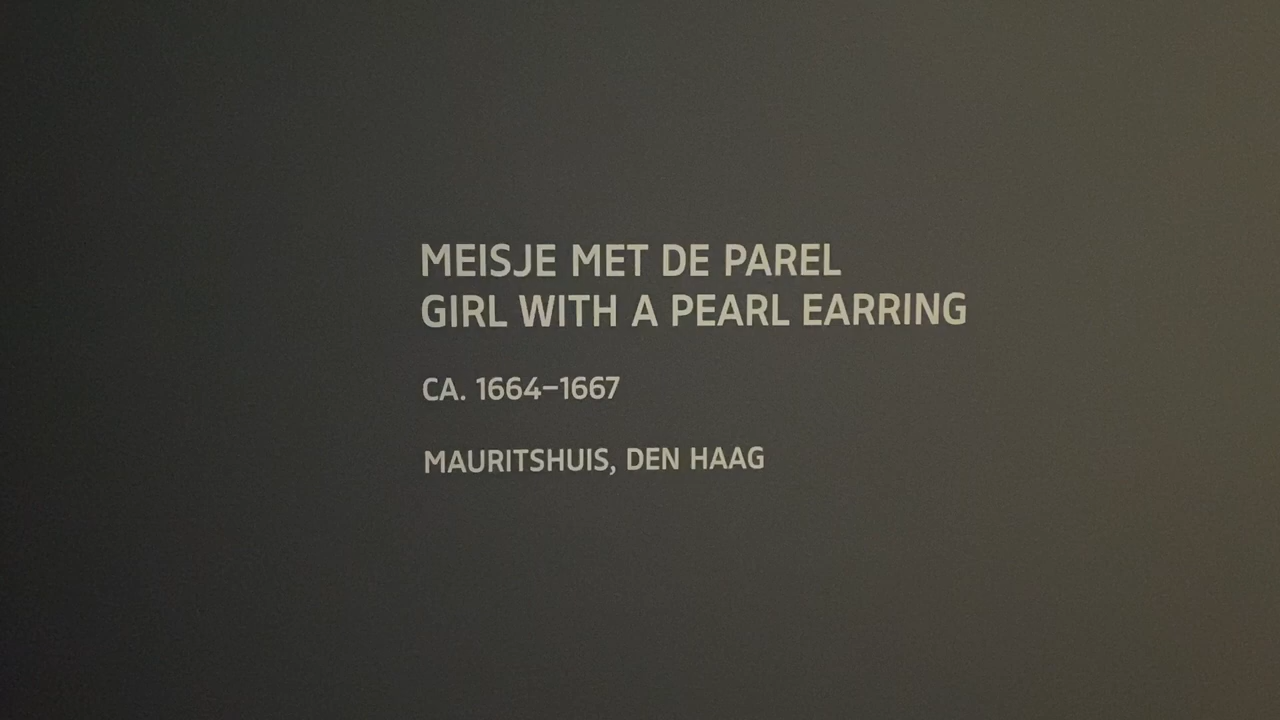 MEISJE MET DE PAREL
GIRL WITH A PEARL EARRING
CA. 1664–1667
MAURITSHUIS, DEN HAAG